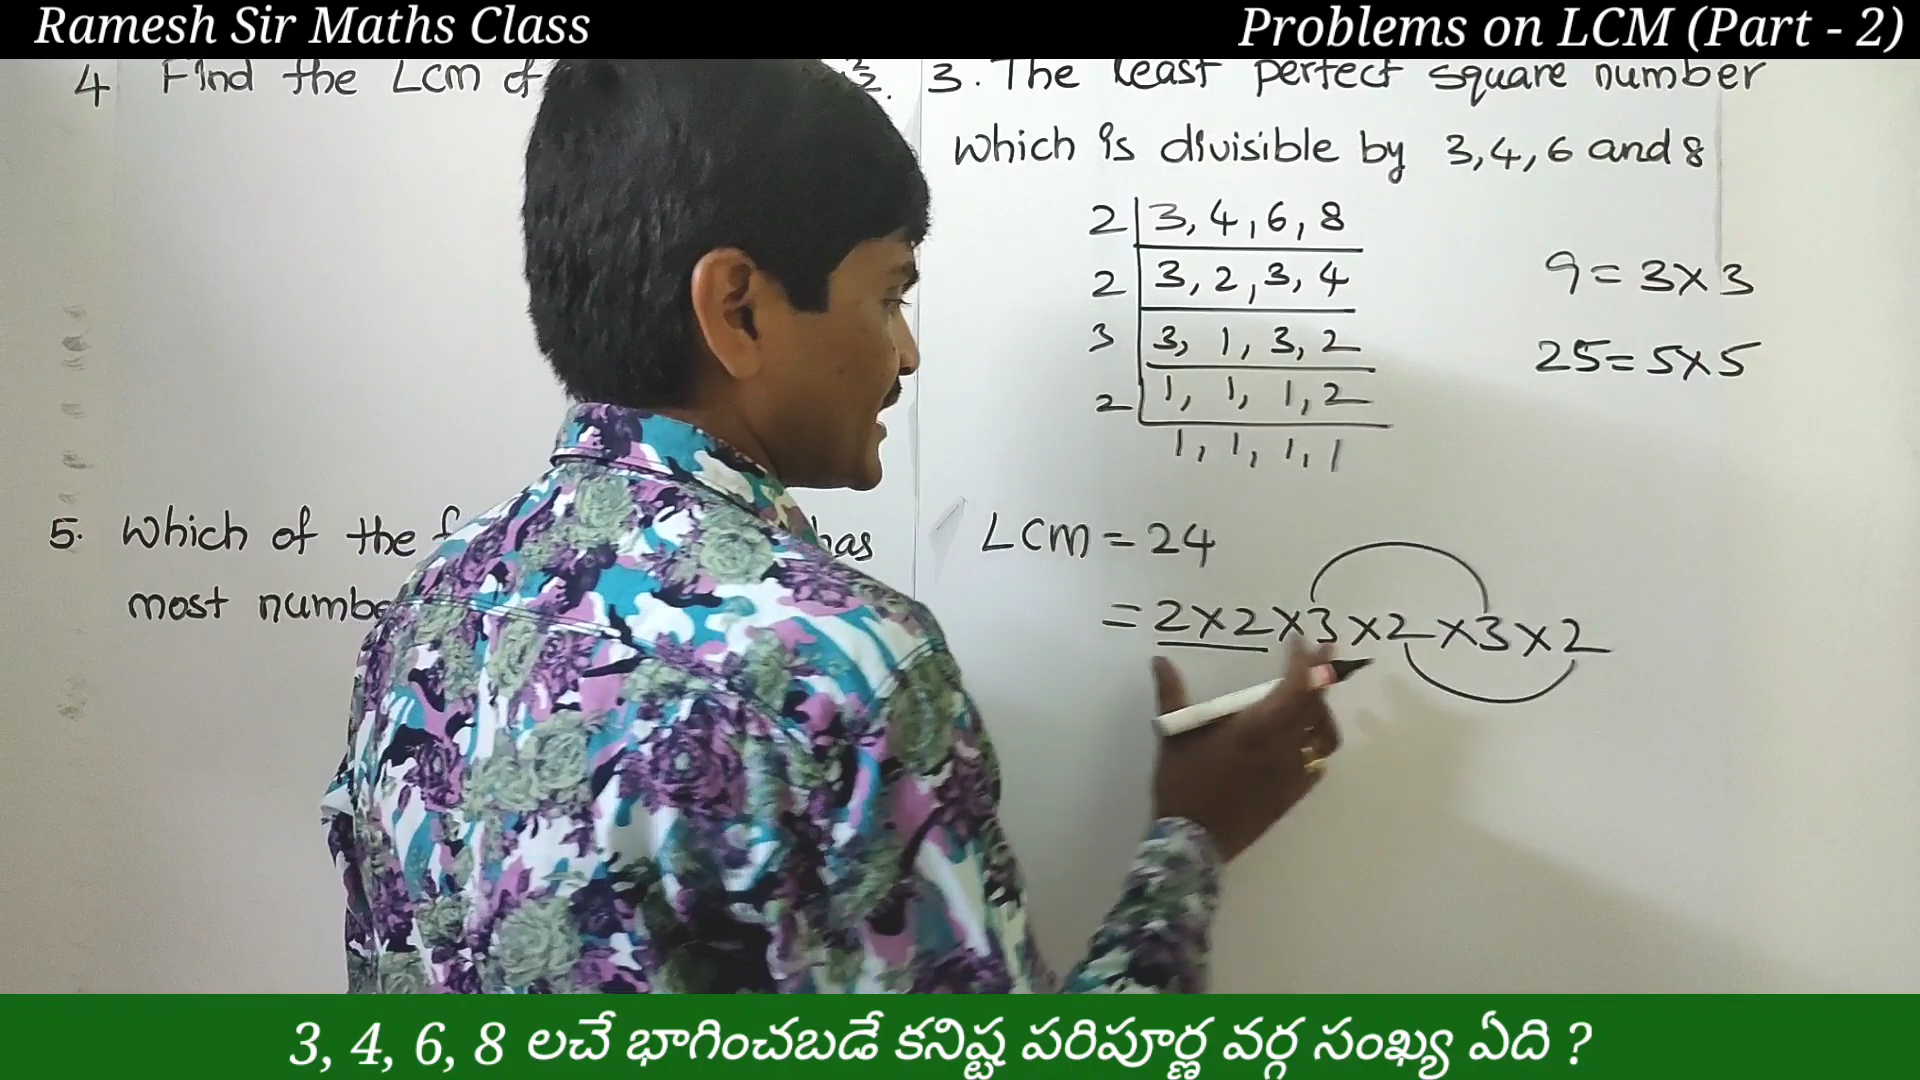 Ramesh Sir Maths Class
Problems on LCM (Part - 2)
4 Find the LCM of
3. The least perfect square number
which is divisible by 3,4,6 and 8
2 3, 4, 6, 8
2 3, 2, 3, 4
3 3, 1, 3, 2
2 1, 1, 1, 2
1, 1, 1, 1
9=3×3
25=5×5
LCM = 24
= 2×2×3×2×3×2
5. Which of the
has
most
3, 4, 6, 8 లచే భాగించబడే కనిష్ట పరిపూర్ణ వర్గ సంఖ్య ఏది ?